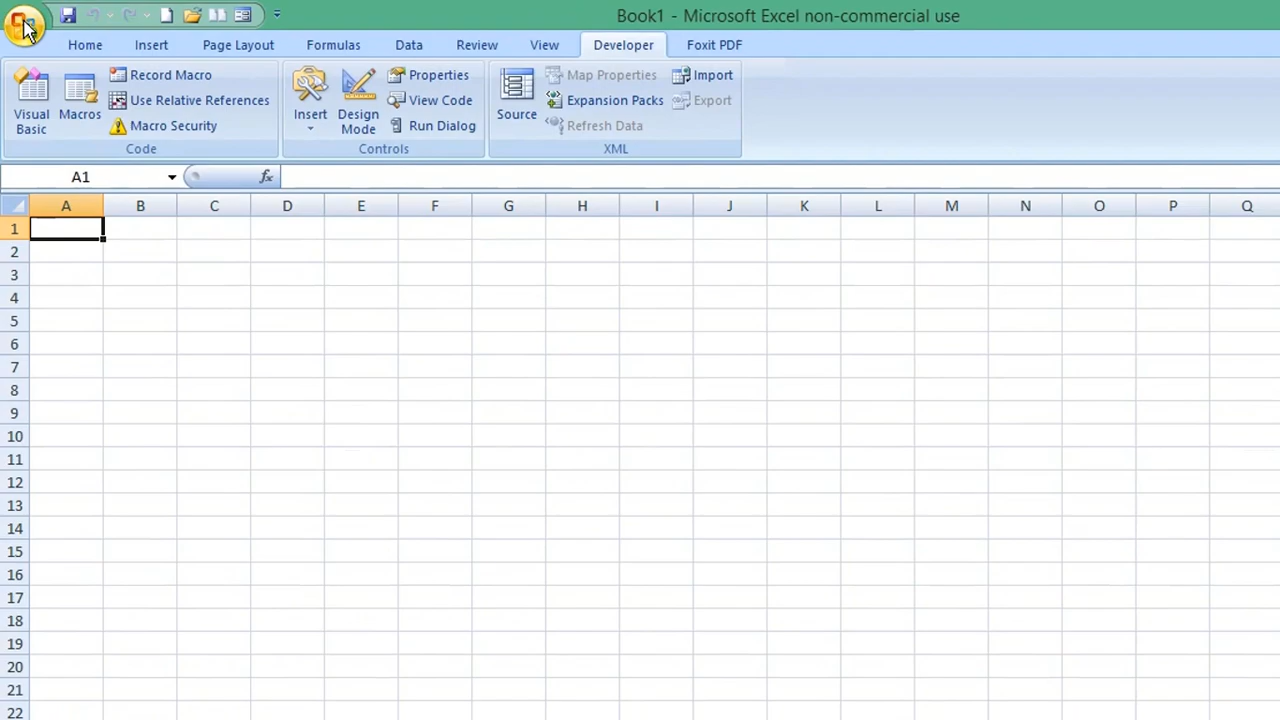 Book1 - Microsoft Excel non-commercial use
Home Insert Page Layout Formulas Data Review View Developer Foxit PDF
Visual Basic
Macros
Record Macro
Use Relative References
Macro Security
Code
Insert
Design Mode
Properties
View Code
Run Dialog
Controls
Source
Map Properties
Expansion Packs
Refresh Data
Import
Export
XML
A1 fx
A B C D E F G H I J K L M N O P Q
1
2
3
4
5
6
7
8
9
10
11
12
13
14
15
16
17
18
19
20
21
22